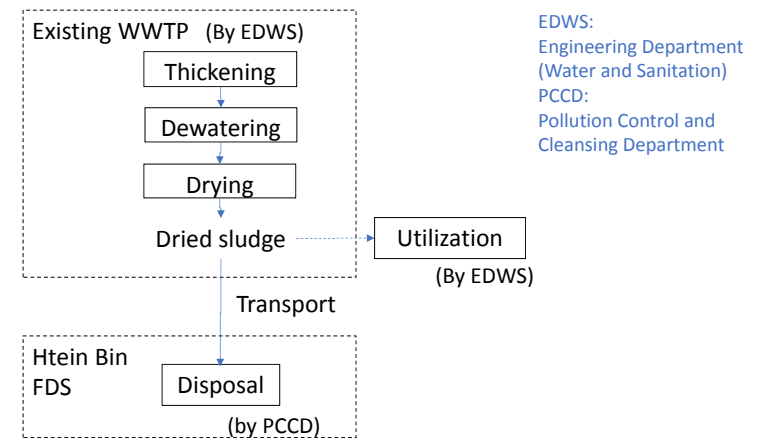 Existing WWTP (By EDWS)
Thickening
Dewatering
Drying
Dried sludge
Utilization
(By EDWS)
Transport
Htein Bin
FDS
Disposal
(by PCCD)
EDWS:
Engineering Department
(Water and Sanitation)
PCCD:
Pollution Control and
Cleansing Department